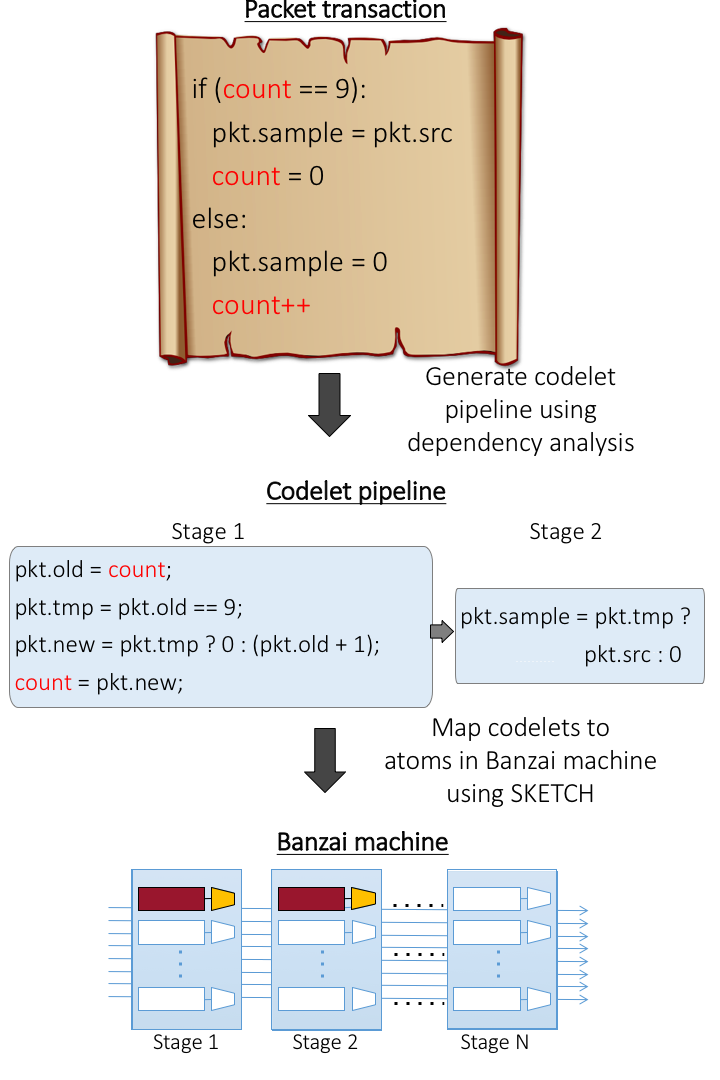 Packet transaction
if (count == 9):
pkt.sample = pkt.src
count = 0
else:
pkt.sample = 0
count++
Generate codelet
pipeline using
dependency analysis
Codelet pipeline
Stage 1
Stage 2
pkt.old = count;
pkt.tmp = pkt.old == 9;
pkt.new = pkt.tmp ? 0 : (pkt.old + 1);
count = pkt.new;
pkt.sample = pkt.tmp ?
pkt.src : 0
Map codelets to
atoms in Banzai machine
using SKETCH
Banzai machine
Stage 1
Stage 2
Stage N